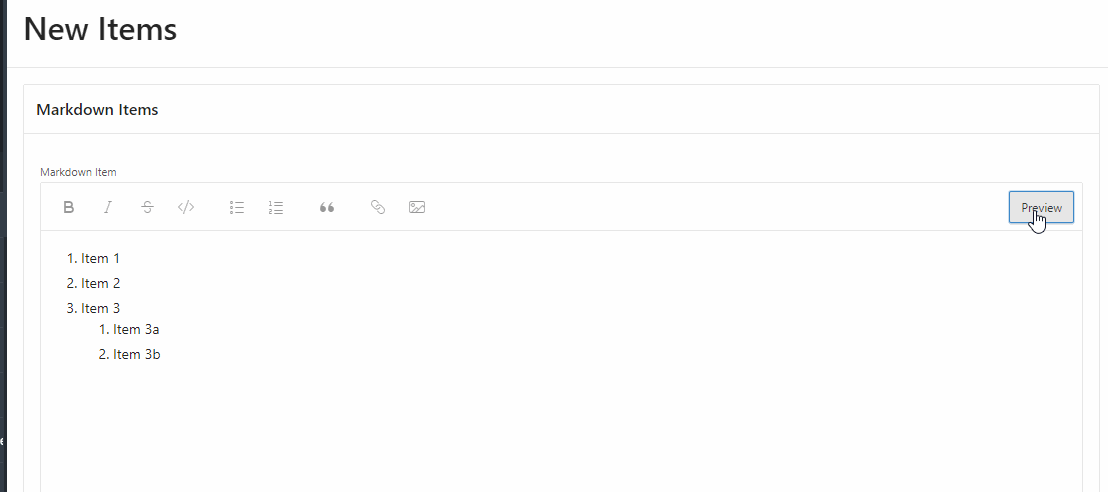 New Items
Markdown Items
Markdown Item
Preview
1. Item 1
2. Item 2
3. Item 3
1. Item 3a
2. Item 3b